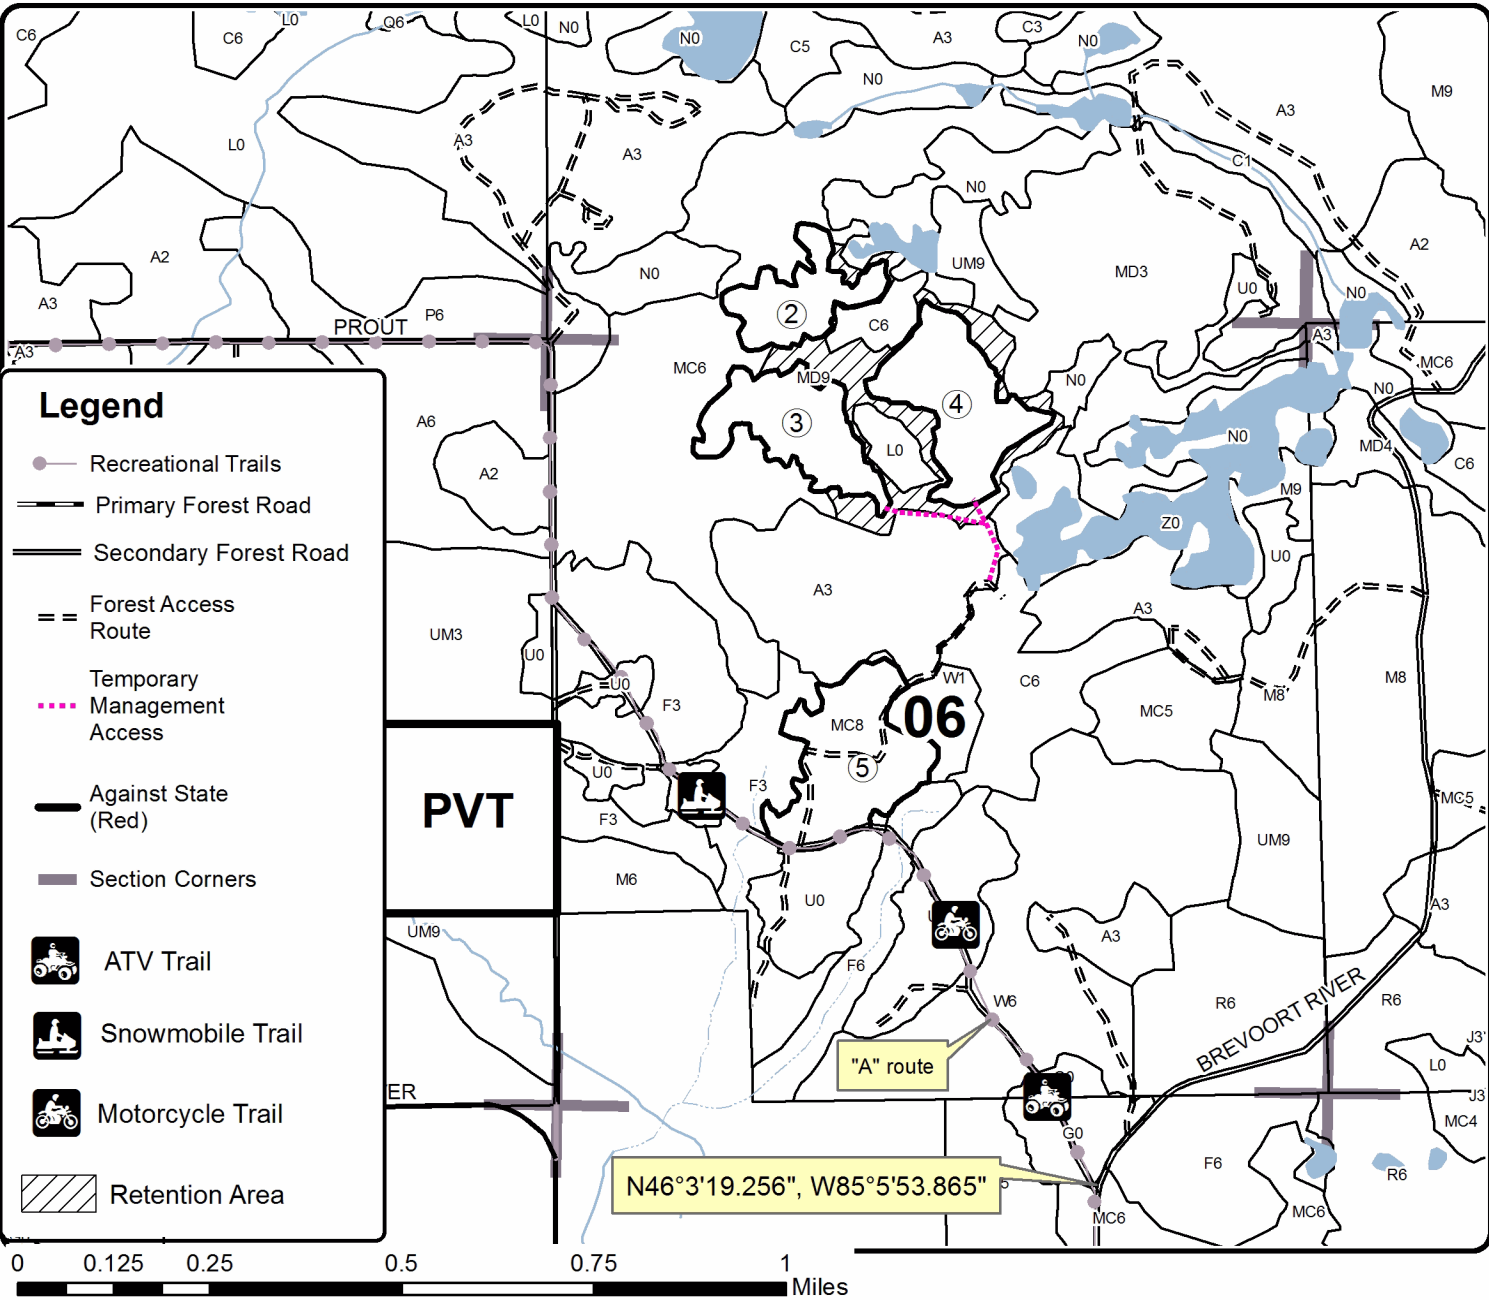 C6
C6
L0
Q6
L0
N0
N0
C5
A3
C3
N0
N0
M9
A3
L0
A3
A3
C1
N0
A2
A2
N0
UM9
MD3
U0
N0
A3
P6
PROUT
2
C6
A3
A3
MC6
MC6
MD9
N0
N0
4
A6
3
N0
MD4
L0
C6
A2
M9
Z0
U0
A3
A3
UM3
U0
U0
F3
W1
C6
MC5
M8
M8
MC8
06
5
U0
F3
F3
MC5
PVT
UM9
M6
U0
A3
UM9
A3
F6
W6
R6
R6
BREVOORT RIVER
"A" route
L0
J3
J3
ER
MC4
G0
F6
R6
N46°3'19.256", W85°5'53.865"
MC6
MC6
Legend
Recreational Trails
Primary Forest Road
Secondary Forest Road
Forest Access
Route
Temporary
Management
Access
Against State
(Red)
Section Corners
ATV Trail
Snowmobile Trail
Motorcycle Trail
Retention Area
0 0.125 0.25 0.5 0.75 1
Miles